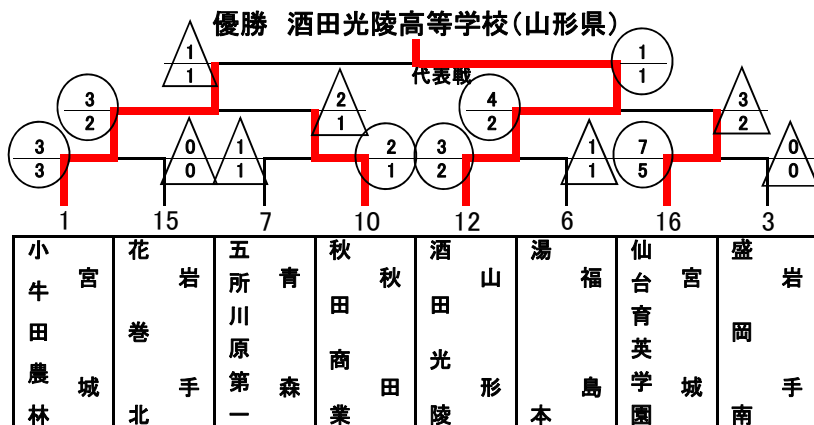 優勝 酒田光陵高等学校(山形県)
代表戦
1 1
1 1
3 2 4 3
2 1 2 2
3 0 1 2 3 1 7 0
3 0 1 1 2 1 5 0
1 15 7 10 12 6 16 3
小牛田農林 宮城
花巻北 岩手
五所川原第一 青森
秋田商業 秋田
酒田光陵 山形
湯本 福島
仙台育英学園 宮城
盛岡南 岩手